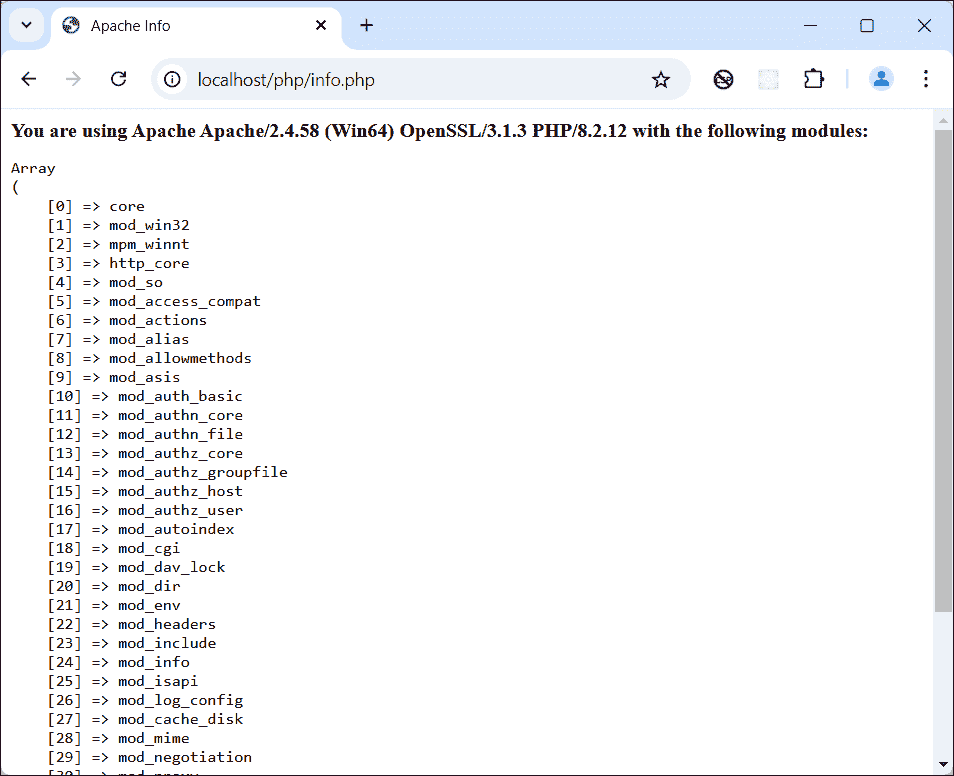 Apache Info
localhost/php/info.php
You are using Apache Apache/2.4.58 (Win64) OpenSSL/3.1.3 PHP/8.2.12 with the following modules:
Array
(
[0] => core
[1] => mod_win32
[2] => mpm_winnt
[3] => http_core
[4] => mod_so
[5] => mod_access_compat
[6] => mod_actions
[7] => mod_alias
[8] => mod_allowmethods
[9] => mod_asis
[10] => mod_auth_basic
[11] => mod_authn_core
[12] => mod_authn_file
[13] => mod_authz_core
[14] => mod_authz_groupfile
[15] => mod_authz_host
[16] => mod_authz_user
[17] => mod_autoindex
[18] => mod_cgi
[19] => mod_dav_lock
[20] => mod_dir
[21] => mod_env
[22] => mod_headers
[23] => mod_include
[24] => mod_info
[25] => mod_isapi
[26] => mod_log_config
[27] => mod_cache_disk
[28] => mod_mime
[29] => mod_negotiation